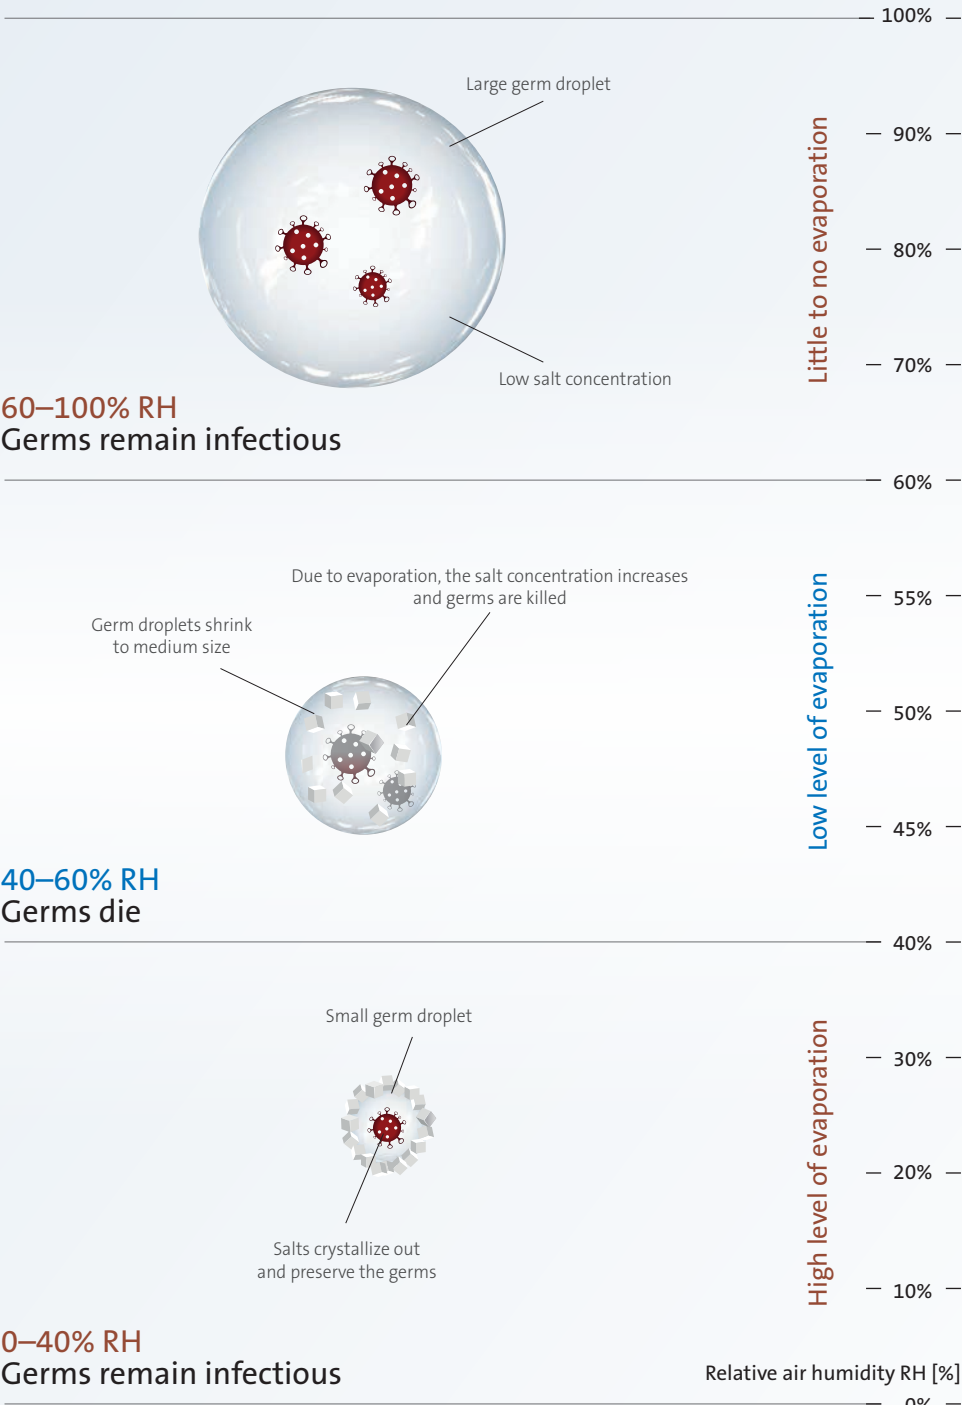 100%
Large germ droplet
90%
Little to no evaporation
80%
70%
Low salt concentration
60–100% RH
Germs remain infectious
60%
Due to evaporation, the salt concentration increases
and germs are killed
55%
Low level of evaporation
Germ droplets shrink
to medium size
50%
45%
40–60% RH
Germs die
40%
Small germ droplet
High level of evaporation
30%
20%
Salts crystallize out
and preserve the germs
10%
0–40% RH
Germs remain infectious
Relative air humidity RH [%]
0%